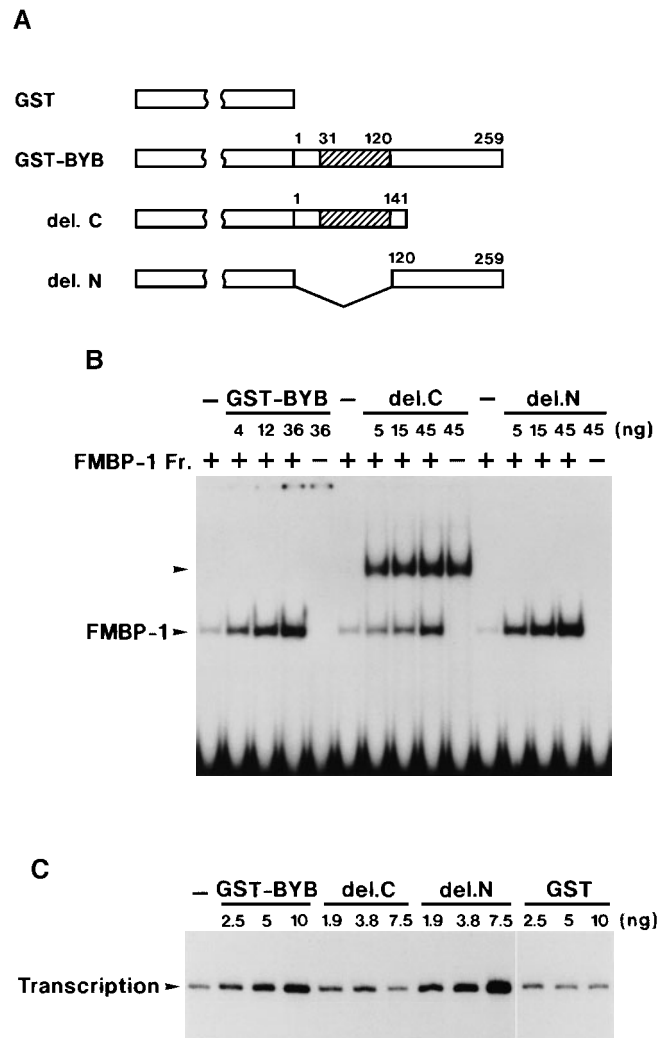 A
GST
1 31 120 259
GST-BYB
1 141
del. C
120 259
del. N
B
– GST-BYB – del.C – del.N
4 12 36 36 5 15 45 45 5 15 45 45 (ng)
FMBP-1 Fr. + + + + – + + + + – + + + + –
FMBP-1
C
– GST-BYB del.C del.N GST
2.5 5 10 1.9 3.8 7.5 1.9 3.8 7.5 2.5 5 10 (ng)
Transcription